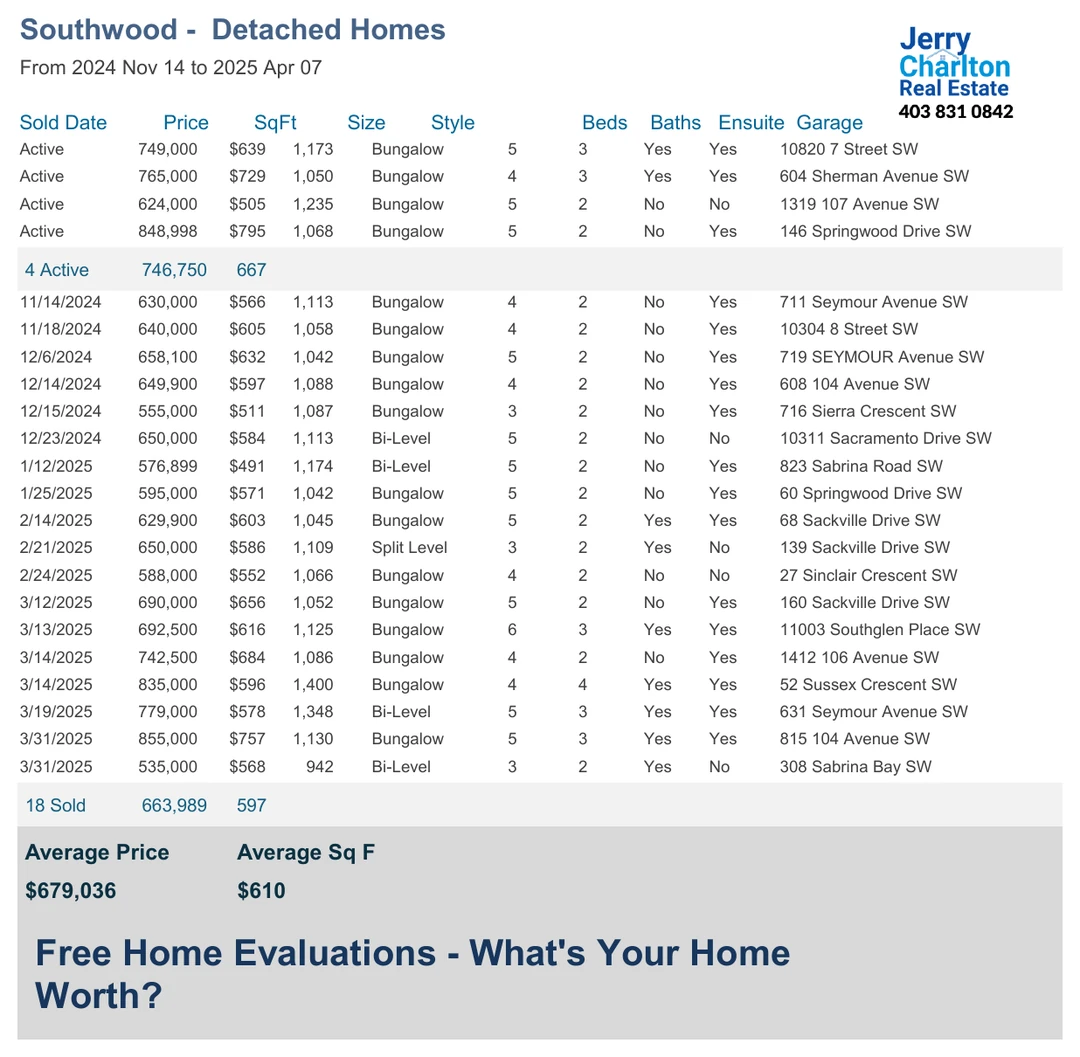 Southwood - Detached Homes
From 2024 Nov 14 to 2025 Apr 07
Jerry
Charlton
Real Estate
403 831 0842
Sold Date Price SqFt Size Style Beds Baths Ensuite Garage
Active 749,000 $639 1,173 Bungalow 5 3 Yes Yes 10820 7 Street SW
Active 765,000 $729 1,050 Bungalow 4 3 Yes Yes 604 Sherman Avenue SW
Active 624,000 $505 1,235 Bungalow 5 2 No No 1319 107 Avenue SW
Active 848,998 $795 1,068 Bungalow 5 2 No Yes 146 Springwood Drive SW
4 Active 746,750 667
11/14/2024 630,000 $566 1,113 Bungalow 4 2 No Yes 711 Seymour Avenue SW
11/18/2024 640,000 $605 1,058 Bungalow 4 2 No Yes 10304 8 Street SW
12/6/2024 658,100 $632 1,042 Bungalow 5 2 No Yes 719 SEYMOUR Avenue SW
12/14/2024 649,900 $597 1,088 Bungalow 4 2 No Yes 608 104 Avenue SW
12/15/2024 555,000 $511 1,087 Bungalow 3 2 No Yes 716 Sierra Crescent SW
12/23/2024 650,000 $584 1,113 Bi-Level 5 2 No No 10311 Sacramento Drive SW
1/12/2025 576,899 $491 1,174 Bi-Level 5 2 No Yes 823 Sabrina Road SW
1/25/2025 595,000 $571 1,042 Bungalow 5 2 No Yes 60 Springwood Drive SW
2/14/2025 629,900 $603 1,045 Bungalow 5 2 Yes Yes 68 Sackville Drive SW
2/21/2025 650,000 $586 1,109 Split Level 3 2 Yes No 139 Sackville Drive SW
2/24/2025 588,000 $552 1,066 Bungalow 4 2 No No 27 Sinclair Crescent SW
3/12/2025 690,000 $656 1,052 Bungalow 5 2 No Yes 160 Sackville Drive SW
3/13/2025 692,500 $616 1,125 Bungalow 6 3 Yes Yes 11003 Southglen Place SW
3/14/2025 742,500 $684 1,086 Bungalow 4 2 No Yes 1412 106 Avenue SW
3/14/2025 835,000 $596 1,400 Bungalow 4 4 Yes Yes 52 Sussex Crescent SW
3/19/2025 779,000 $578 1,348 Bi-Level 5 3 Yes Yes 631 Seymour Avenue SW
3/31/2025 855,000 $757 1,130 Bungalow 5 3 Yes Yes 815 104 Avenue SW
3/31/2025 535,000 $568 942 Bi-Level 3 2 Yes No 308 Sabrina Bay SW
18 Sold 663,989 597
Average Price Average Sq F
$679,036 $610
Free Home Evaluations - What's Your Home
Worth?